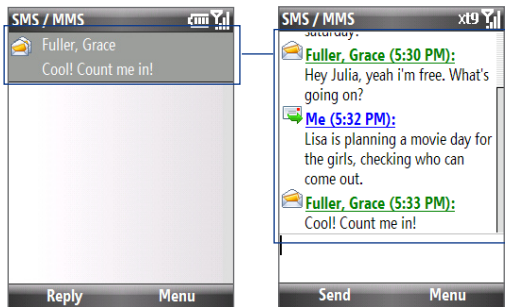 SMS / MMS
Fuller, Grace
Cool! Count me in!
Reply Menu
SMS / MMS xt9
saturday?
Fuller, Grace (5:30 PM):
Hey Julia, yeah i'm free. What's
going on?
Me (5:32 PM):
Lisa is planning a movie day for
the girls, checking who can
come out.
Fuller, Grace (5:33 PM):
Cool! Count me in!
Send Menu